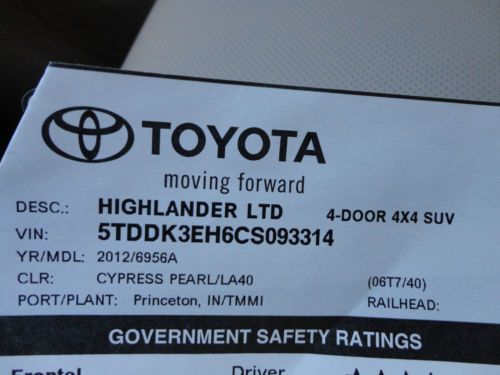 TOYOTA
moving forward
DESC.: HIGHLANDER LTD 4-DOOR 4X4 SUV
VIN: 5TDDK3EH6CS093314
YR/MDL: 2012/6956A
CLR: CYPRESS PEARL/LA40 (06T7/40)
PORT/PLANT: Princeton, IN/TMMI RAILHEAD:
GOVERNMENT SAFETY RATINGS
Frontal Driver